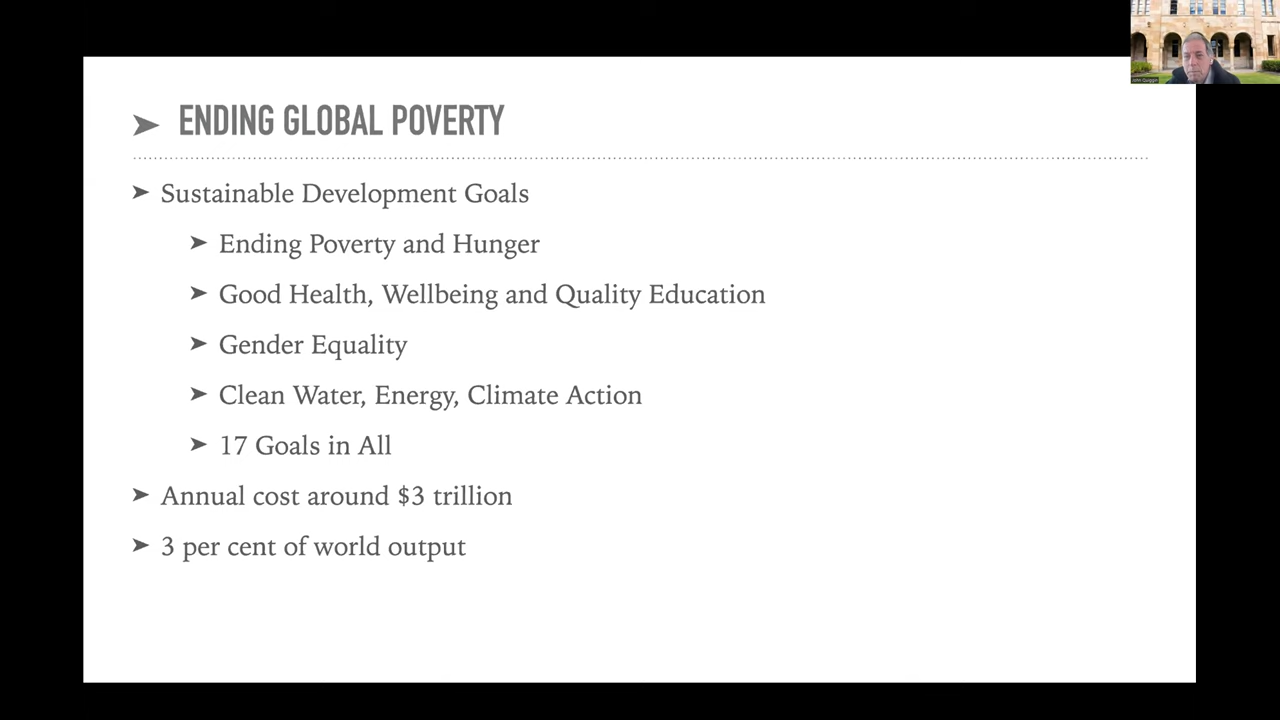 John Quiggin
ENDING GLOBAL POVERTY
Sustainable Development Goals
Ending Poverty and Hunger
Good Health, Wellbeing and Quality Education
Gender Equality
Clean Water, Energy, Climate Action
17 Goals in All
Annual cost around $3 trillion
3 per cent of world output